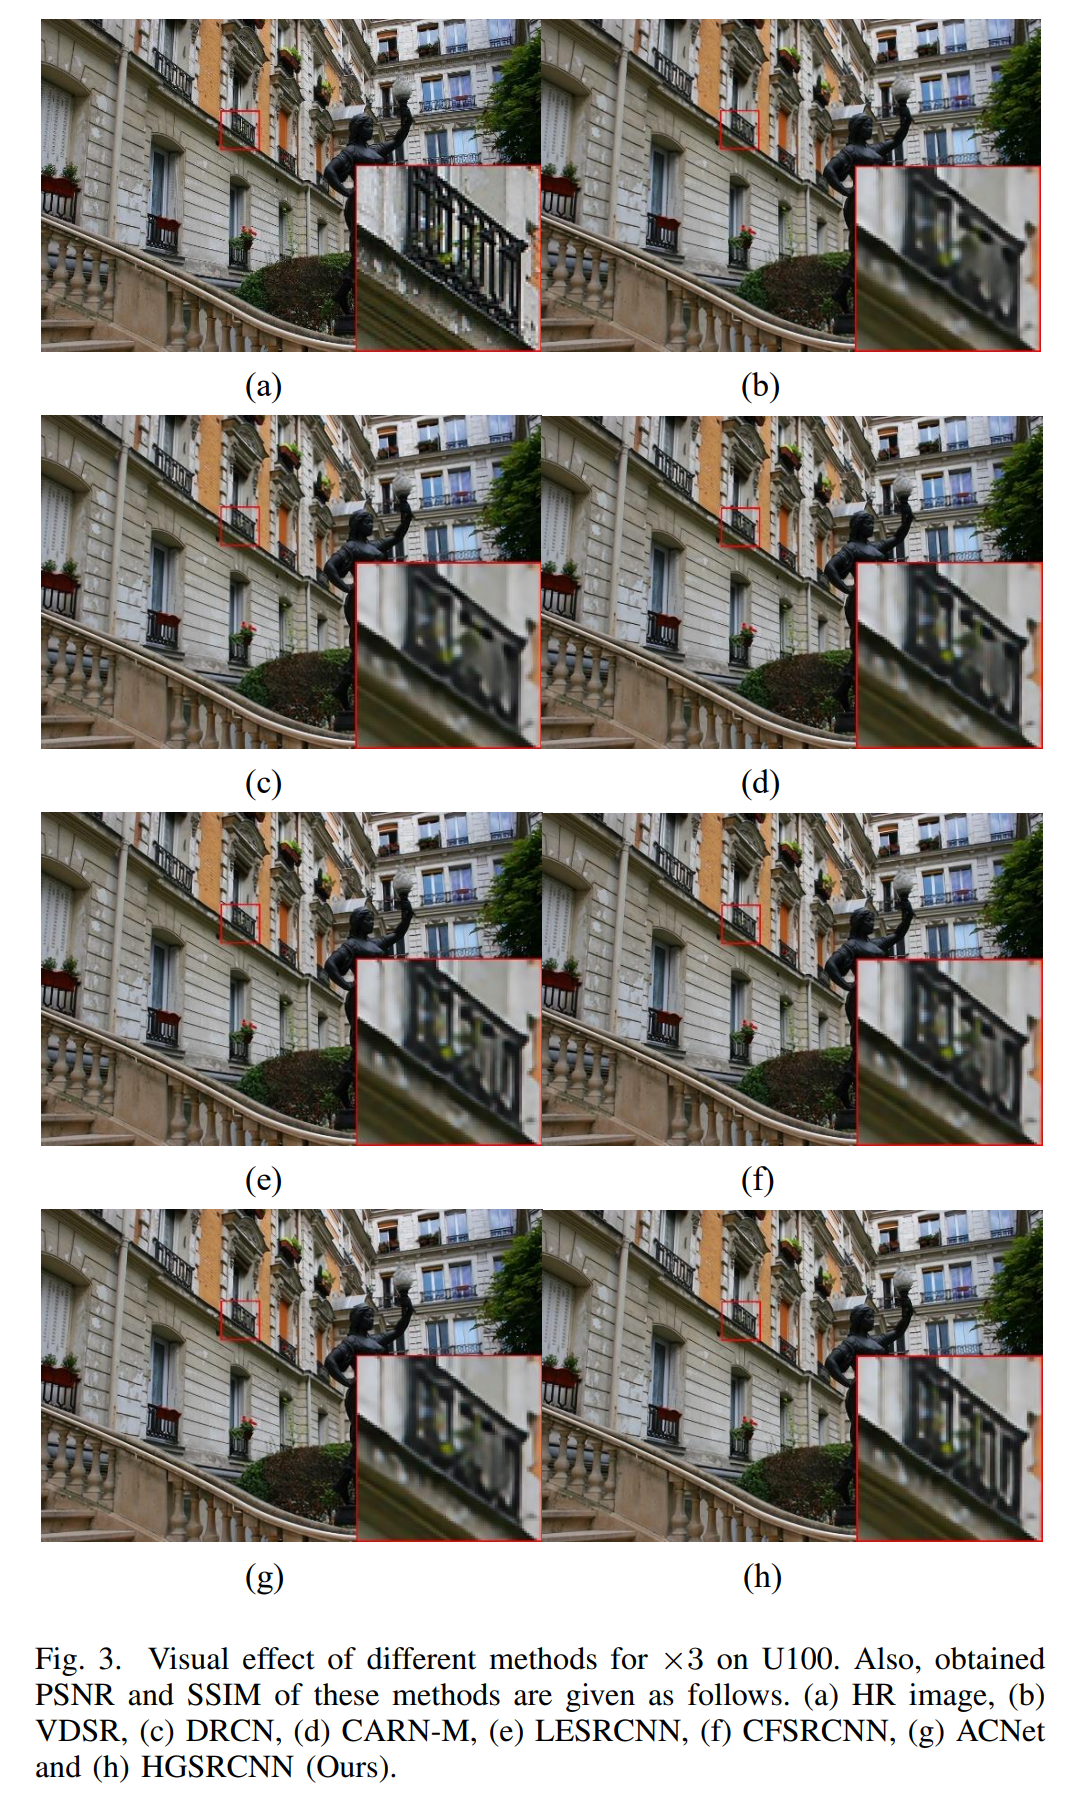 (a) (b)
(c) (d)
(e) (f)
(g) (h)
Fig. 3. Visual effect of different methods for ×3 on U100. Also, obtained
PSNR and SSIM of these methods are given as follows. (a) HR image, (b)
VDSR, (c) DRCN, (d) CARN-M, (e) LESRCNN, (f) CFSRCNN, (g) ACNet
and (h) HGSRCNN (Ours).